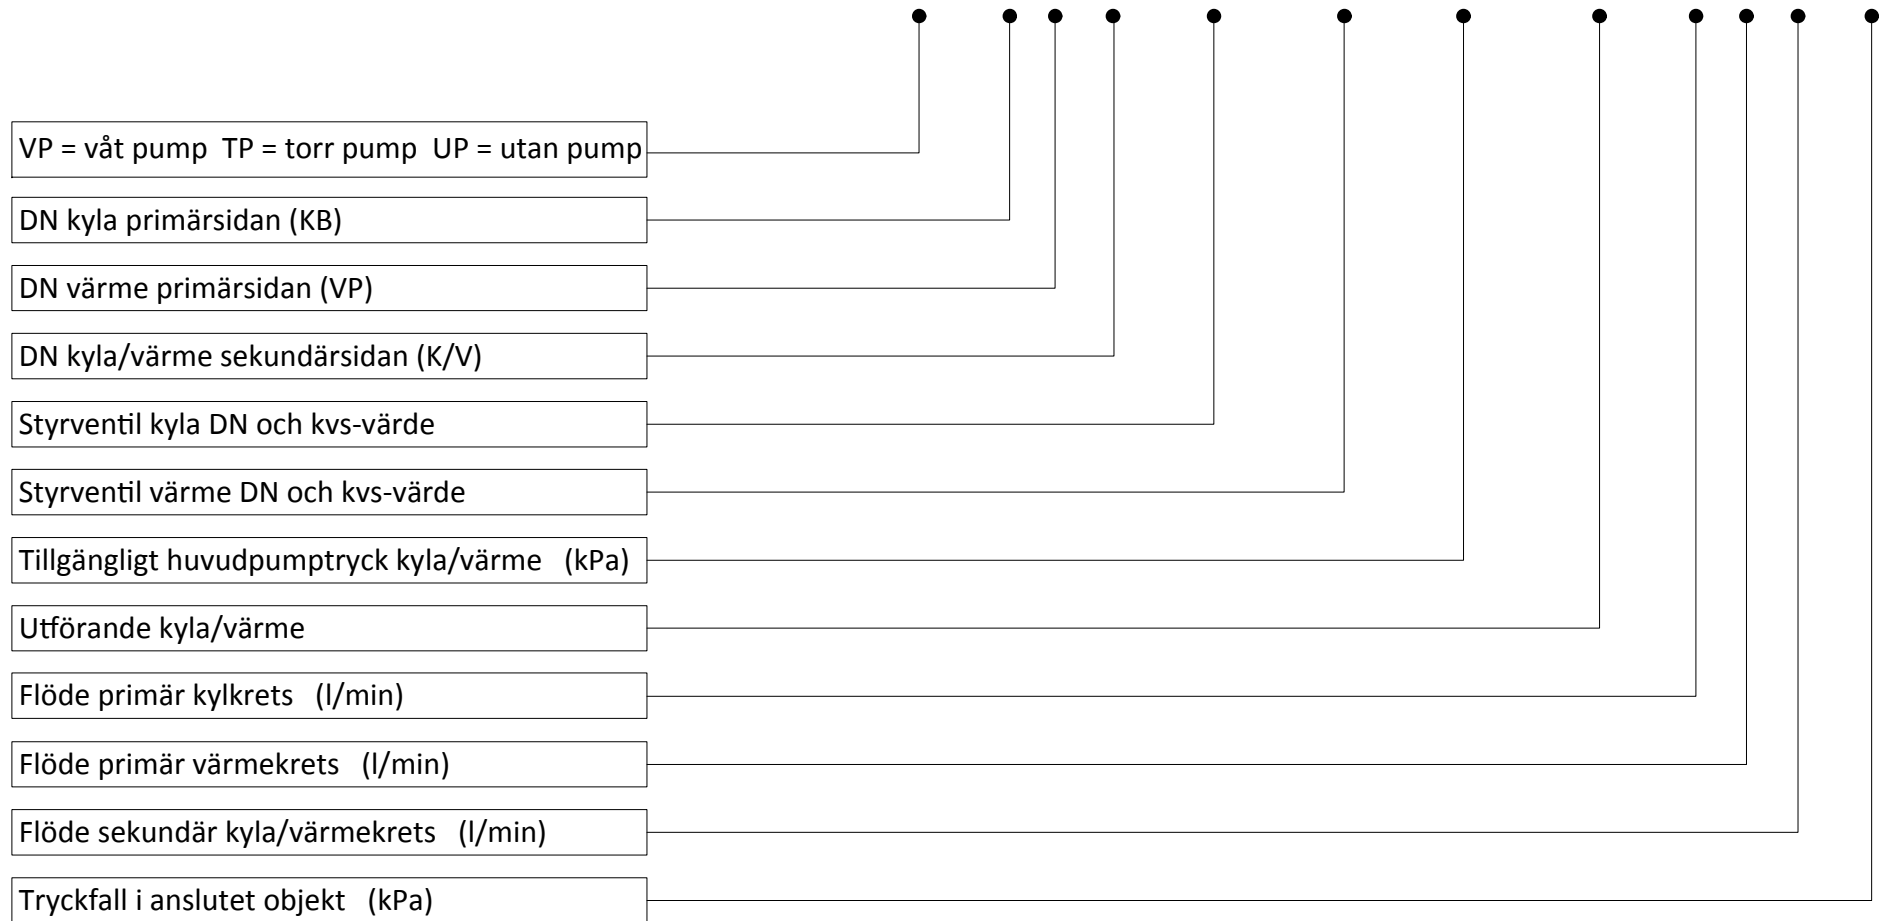 VP = våt pump  TP = torr pump  UP = utan pump
DN kyla primärsidan (KB)
DN värme primärsidan (VP)
DN kyla/värme sekundärsidan (K/V)
Styrventil kyla DN och kvs-värde
Styrventil värme DN och kvs-värde
Tillgängligt huvudpumptryck kyla/värme   (kPa)
Utförande kyla/värme
Flöde primär kylkrets   (l/min)
Flöde primär värmekrets   (l/min)
Flöde sekundär kyla/värmekrets   (l/min)
Tryckfall i anslutet objekt   (kPa)